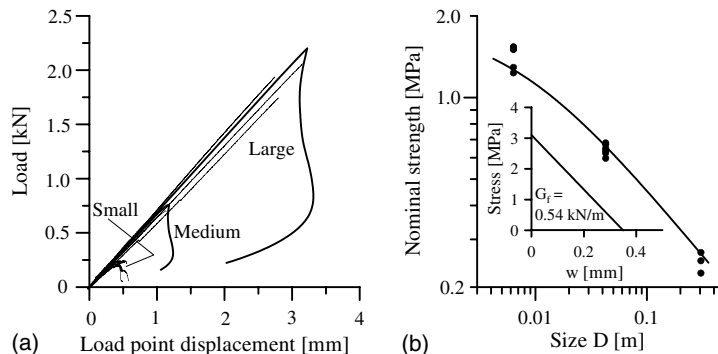 2.5
2.0
1.5
1.0
0.5
0
0
1
2
3
4
Load [kN]
Load point displacement [mm]
Small
Medium
Large
(a)
2.0
1.0
0.2
0.01
0.1
Nominal strength [MPa]
Size D [m]
4
3
2
1
0
0
0.2
0.4
Stress [MPa]
w [mm]
G_f =
0.54 kN/m
(b)